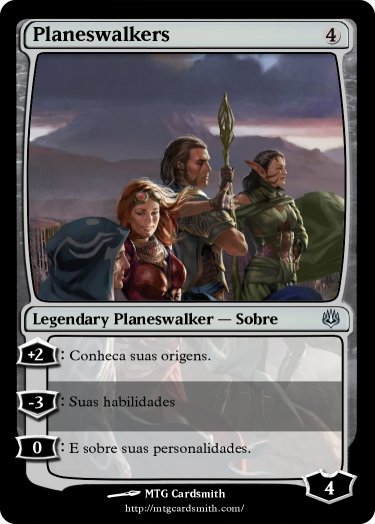 Planeswalkers 4
Legendary Planeswalker — Sobre
+2 : Conheca suas origens.
-3 : Suas habilidades
0 : E sobre suas personalidades.
4
MTG Cardsmith
http://mtgcardsmith.com/